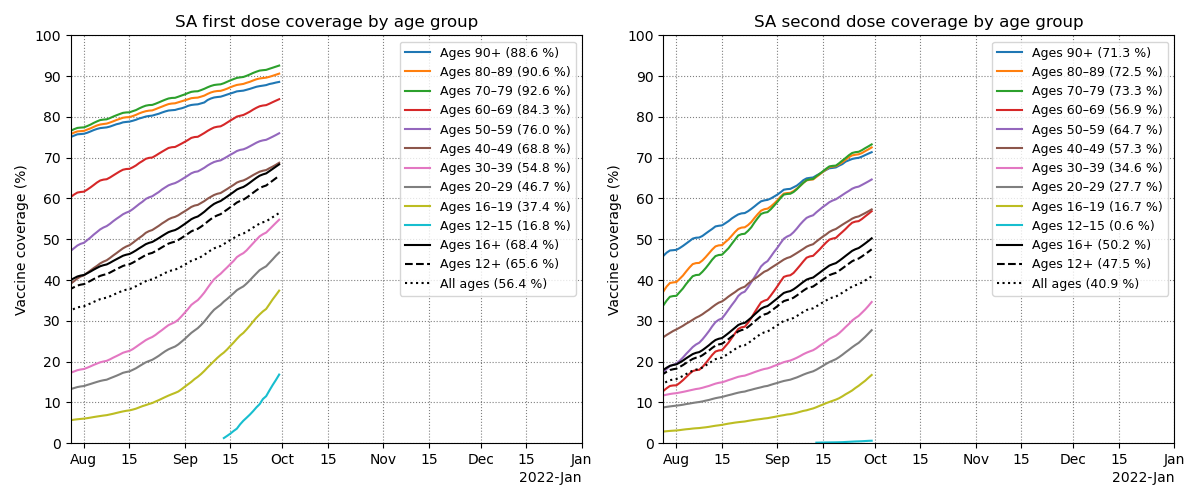 SA first dose coverage by age group
Vaccine coverage (%)
100
90
80
70
60
50
40
30
20
10
0
Ages 90+ (88.6 %)
Ages 80–89 (90.6 %)
Ages 70–79 (92.6 %)
Ages 60–69 (84.3 %)
Ages 50–59 (76.0 %)
Ages 40–49 (68.8 %)
Ages 30–39 (54.8 %)
Ages 20–29 (46.7 %)
Ages 16–19 (37.4 %)
Ages 12–15 (16.8 %)
Ages 16+ (68.4 %)
Ages 12+ (65.6 %)
All ages (56.4 %)
Aug 15 Sep 15 Oct 15 Nov 15 Dec 15 Jan
2022-Jan
SA second dose coverage by age group
Vaccine coverage (%)
100
90
80
70
60
50
40
30
20
10
0
Ages 90+ (71.3 %)
Ages 80–89 (72.5 %)
Ages 70–79 (73.3 %)
Ages 60–69 (56.9 %)
Ages 50–59 (64.7 %)
Ages 40–49 (57.3 %)
Ages 30–39 (34.6 %)
Ages 20–29 (27.7 %)
Ages 16–19 (16.7 %)
Ages 12–15 (0.6 %)
Ages 16+ (50.2 %)
Ages 12+ (47.5 %)
All ages (40.9 %)
Aug 15 Sep 15 Oct 15 Nov 15 Dec 15 Jan
2022-Jan